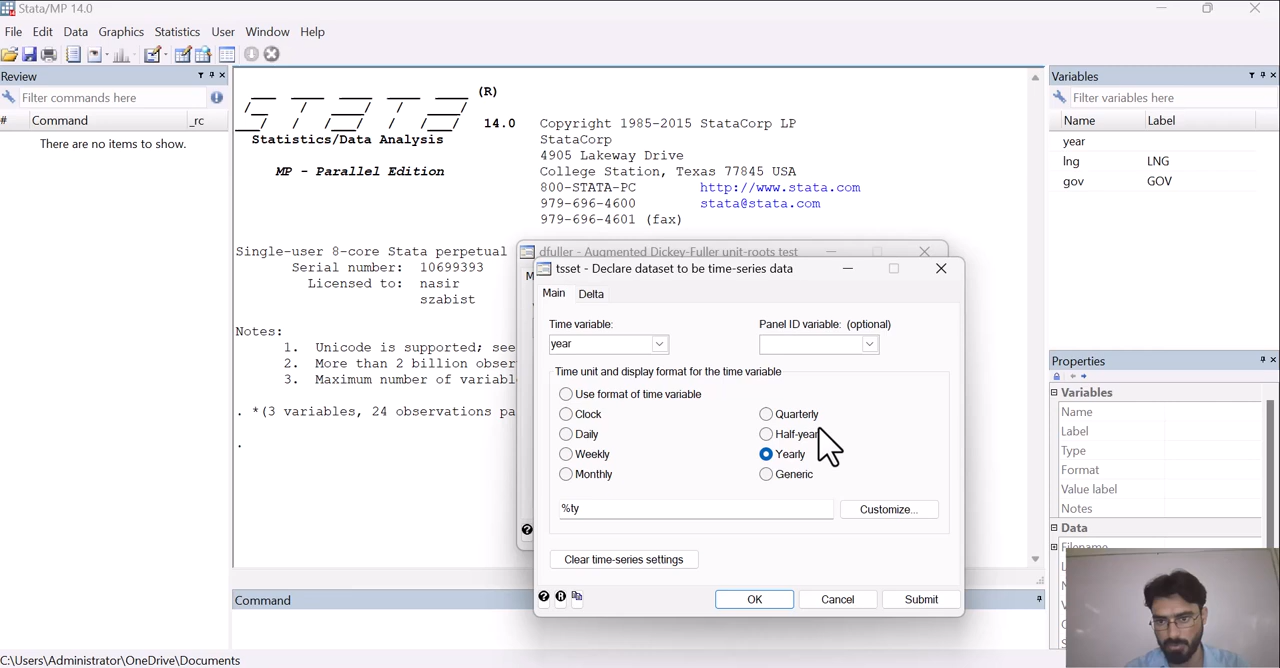 Stata/MP 14.0
File Edit Data Graphics Statistics User Window Help
Review
Filter commands here
# Command _rc
There are no items to show.
(R)
14.0 Copyright 1985-2015 StataCorp LP
Statistics/Data Analysis StataCorp
4905 Lakeway Drive
MP - Parallel Edition College Station, Texas 77845 USA
800-STATA-PC http://www.stata.com
979-696-4600 stata@stata.com
979-696-4601 (fax)
Single-user 8-core Stata perpetual
Serial number: 10699393
Licensed to: nasir
szabist
Notes:
1. Unicode is supported; see
2. More than 2 billion
3. Maximum number of
. *(3 variables, 24 observations
.
dfuller - Augmented Dickey-Fuller unit-roots test
tsset - Declare dataset to be time-series data
Main Delta
Time variable: Panel ID variable: (optional)
year
Time unit and display format for the time variable
Use format of time variable
Clock Quarterly
Daily
Weekly Yearly
Monthly Generic
%ty Customize...
Clear time-series settings
OK Cancel Submit
Command
Variables
Filter variables here
Name Label
year
lng LNG
gov GOV
Properties
Variables
Name
Label
Type
Format
Value label
Notes
Data
C:\Users\Administrator\OneDrive\Documents